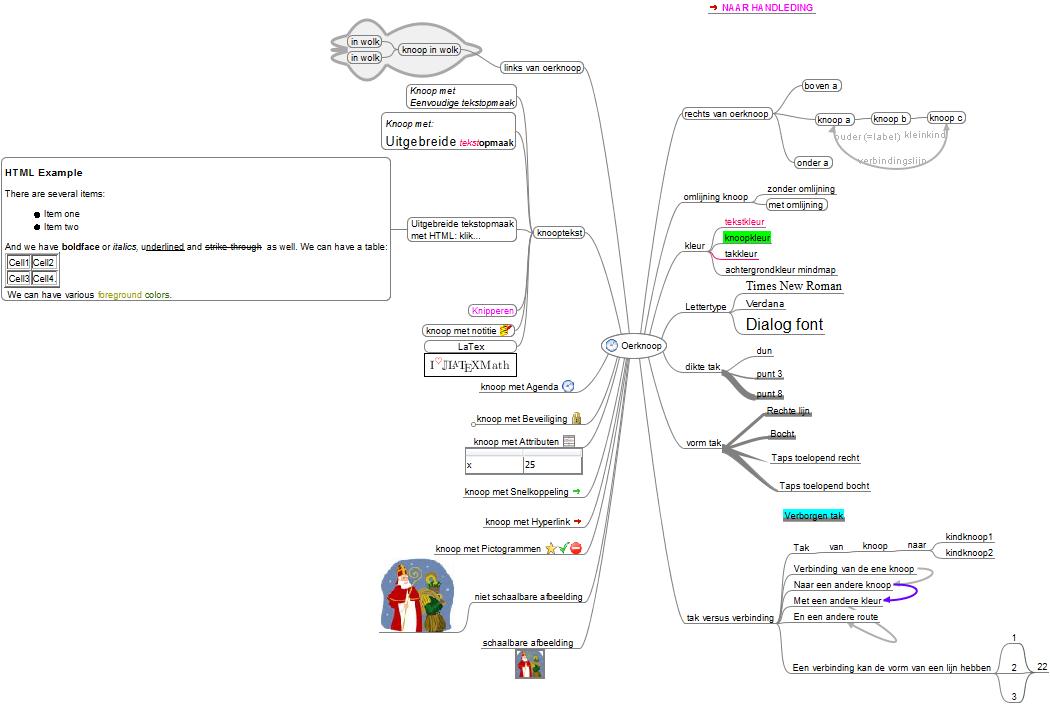 NAAR HANDLEDING
in wolk
in wolk
knoop in wolk
links van oerknoop
Knoop met
Eenvoudige tekstopmaak
Knoop met:
Uitgebreide tekstopmaak
HTML Example
There are several items:
Item one
Item two
And we have boldface or italics, underlined and strike-through as well. We can have a table:
Cell1 Cell2
Cell3 Cell4.
We can have various foreground colors.
Uitgebreide tekstopmaak
met HTML: klik...
knooptekst
Knipperen
knoop met notitie
LaTex
I♡∬LATEXMath
Oerknoop
knoop met Agenda
knoop met Beveiliging
knoop met Attributen
x 25
knoop met Snelkoppeling
knoop met Hyperlink
knoop met Pictogrammen
niet schaalbare afbeelding
schaalbare afbeelding
rechts van oerknoop
boven a
knoop a
knoop b
knoop c
ouder (=label) kleinkind
verbindingslijn
onder a
omlijning knoop
zonder omlijning
met omlijning
kleur
tekstkleur
knoopkleur
takkleur
achtergrondkleur mindmap
Lettertype
Times New Roman
Verdana
Dialog font
dikte tak
dun
punt 3
punt 8
vorm tak
Rechte lijn
Bocht
Taps toelopend recht
Taps toelopend bocht
Verborgen tak
tak versus verbinding
Tak van knoop naar
kindknoop1
kindknoop2
Verbinding van de ene knoop
Naar een andere knoop
Met een andere kleur
En een andere route
Een verbinding kan de vorm van een lijn hebben
1
2
3
22